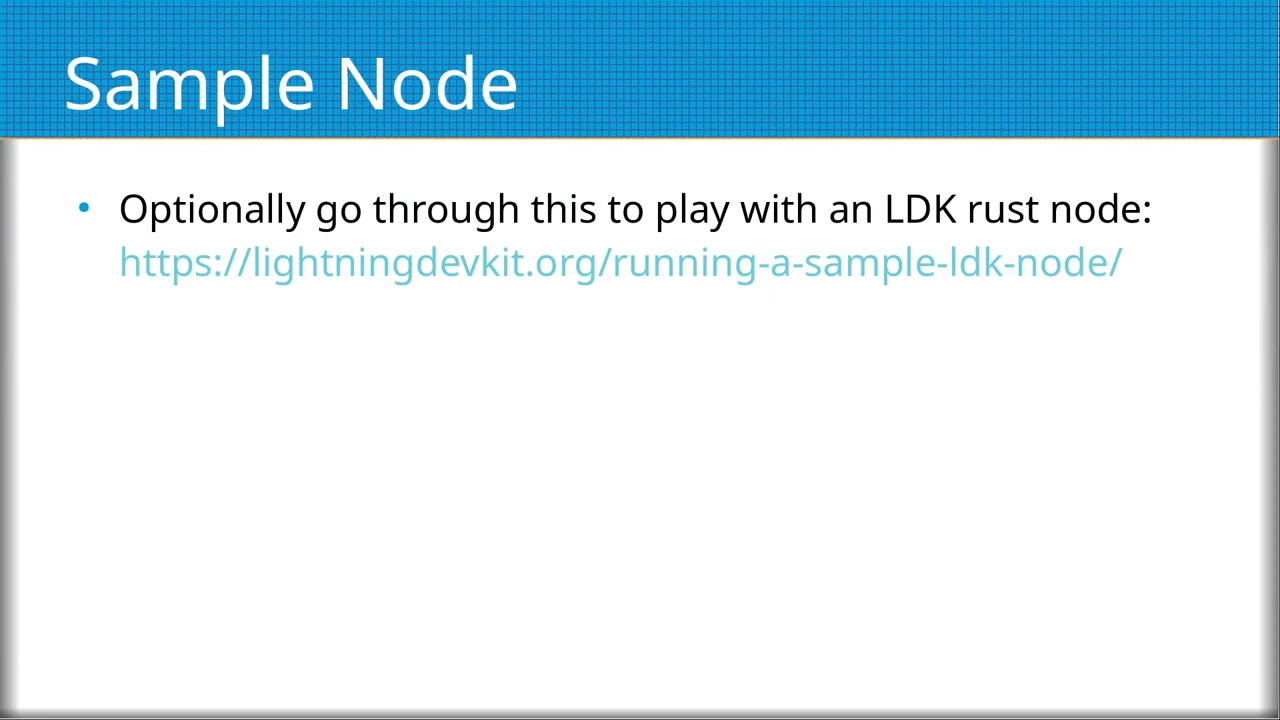 Sample Node
• Optionally go through this to play with an LDK rust node:
https://lightningdevkit.org/running-a-sample-ldk-node/